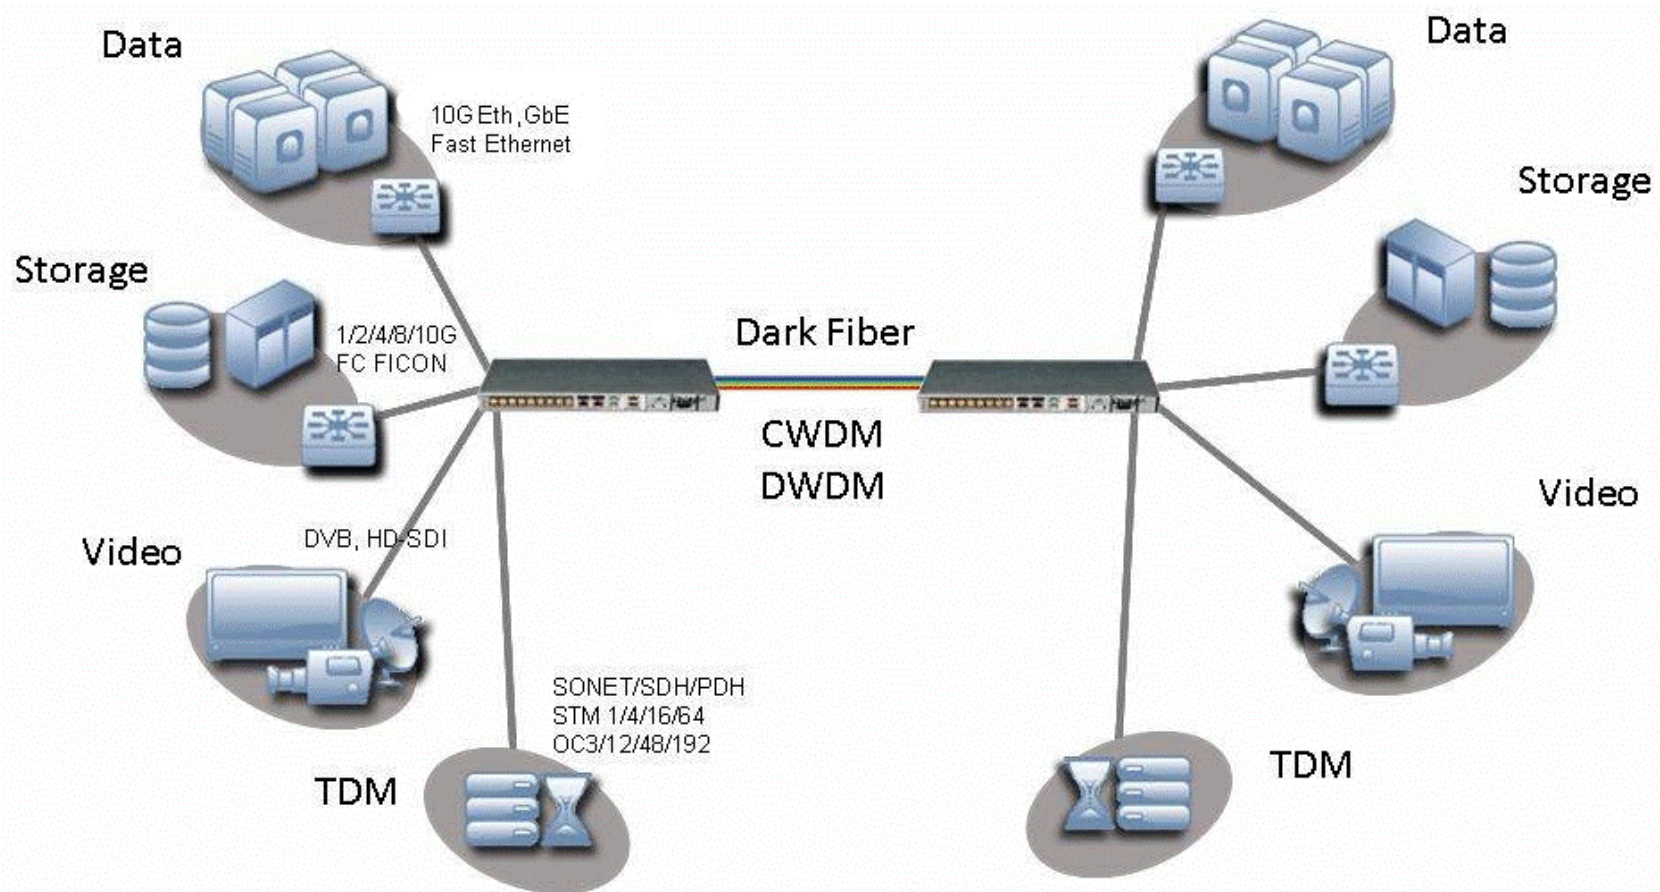 Data
10G Eth, GbE
Fast Ethernet
Storage
1/2/4/8/10G
FC FICON
Video
DVB, HD-SDI
SONET/SDH/PDH
STM 1/4/16/64
OC3/12/48/192
TDM
Dark Fiber
CWDM
DWDM
Data
Storage
Video
TDM